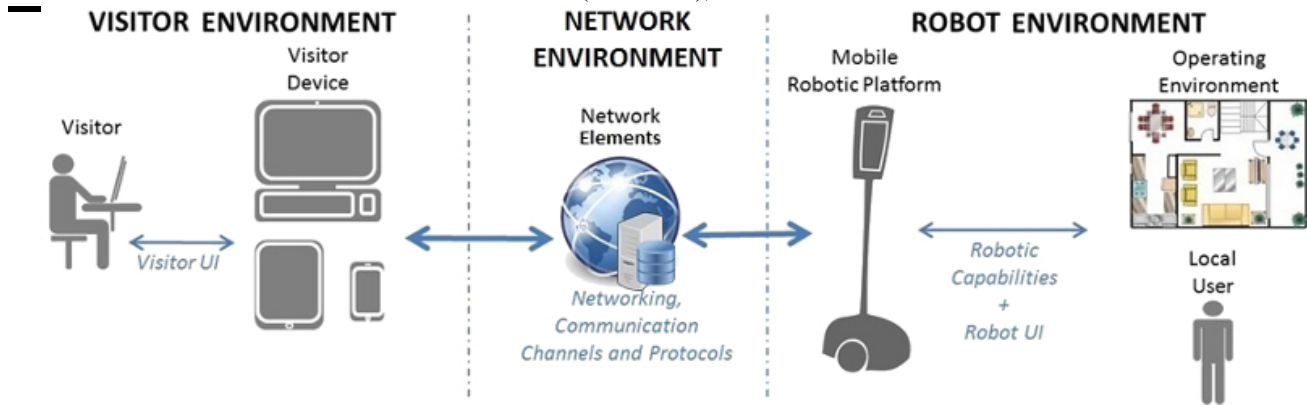 VISITOR ENVIRONMENT
Visitor
Device
Visitor
Visitor UI
NETWORK
ENVIRONMENT
Network
Elements
Networking,
Communication
Channels and Protocols
ROBOT ENVIRONMENT
Mobile
Robotic Platform
Operating
Environment
Robotic
Capabilities
+
Robot UI
Local
User